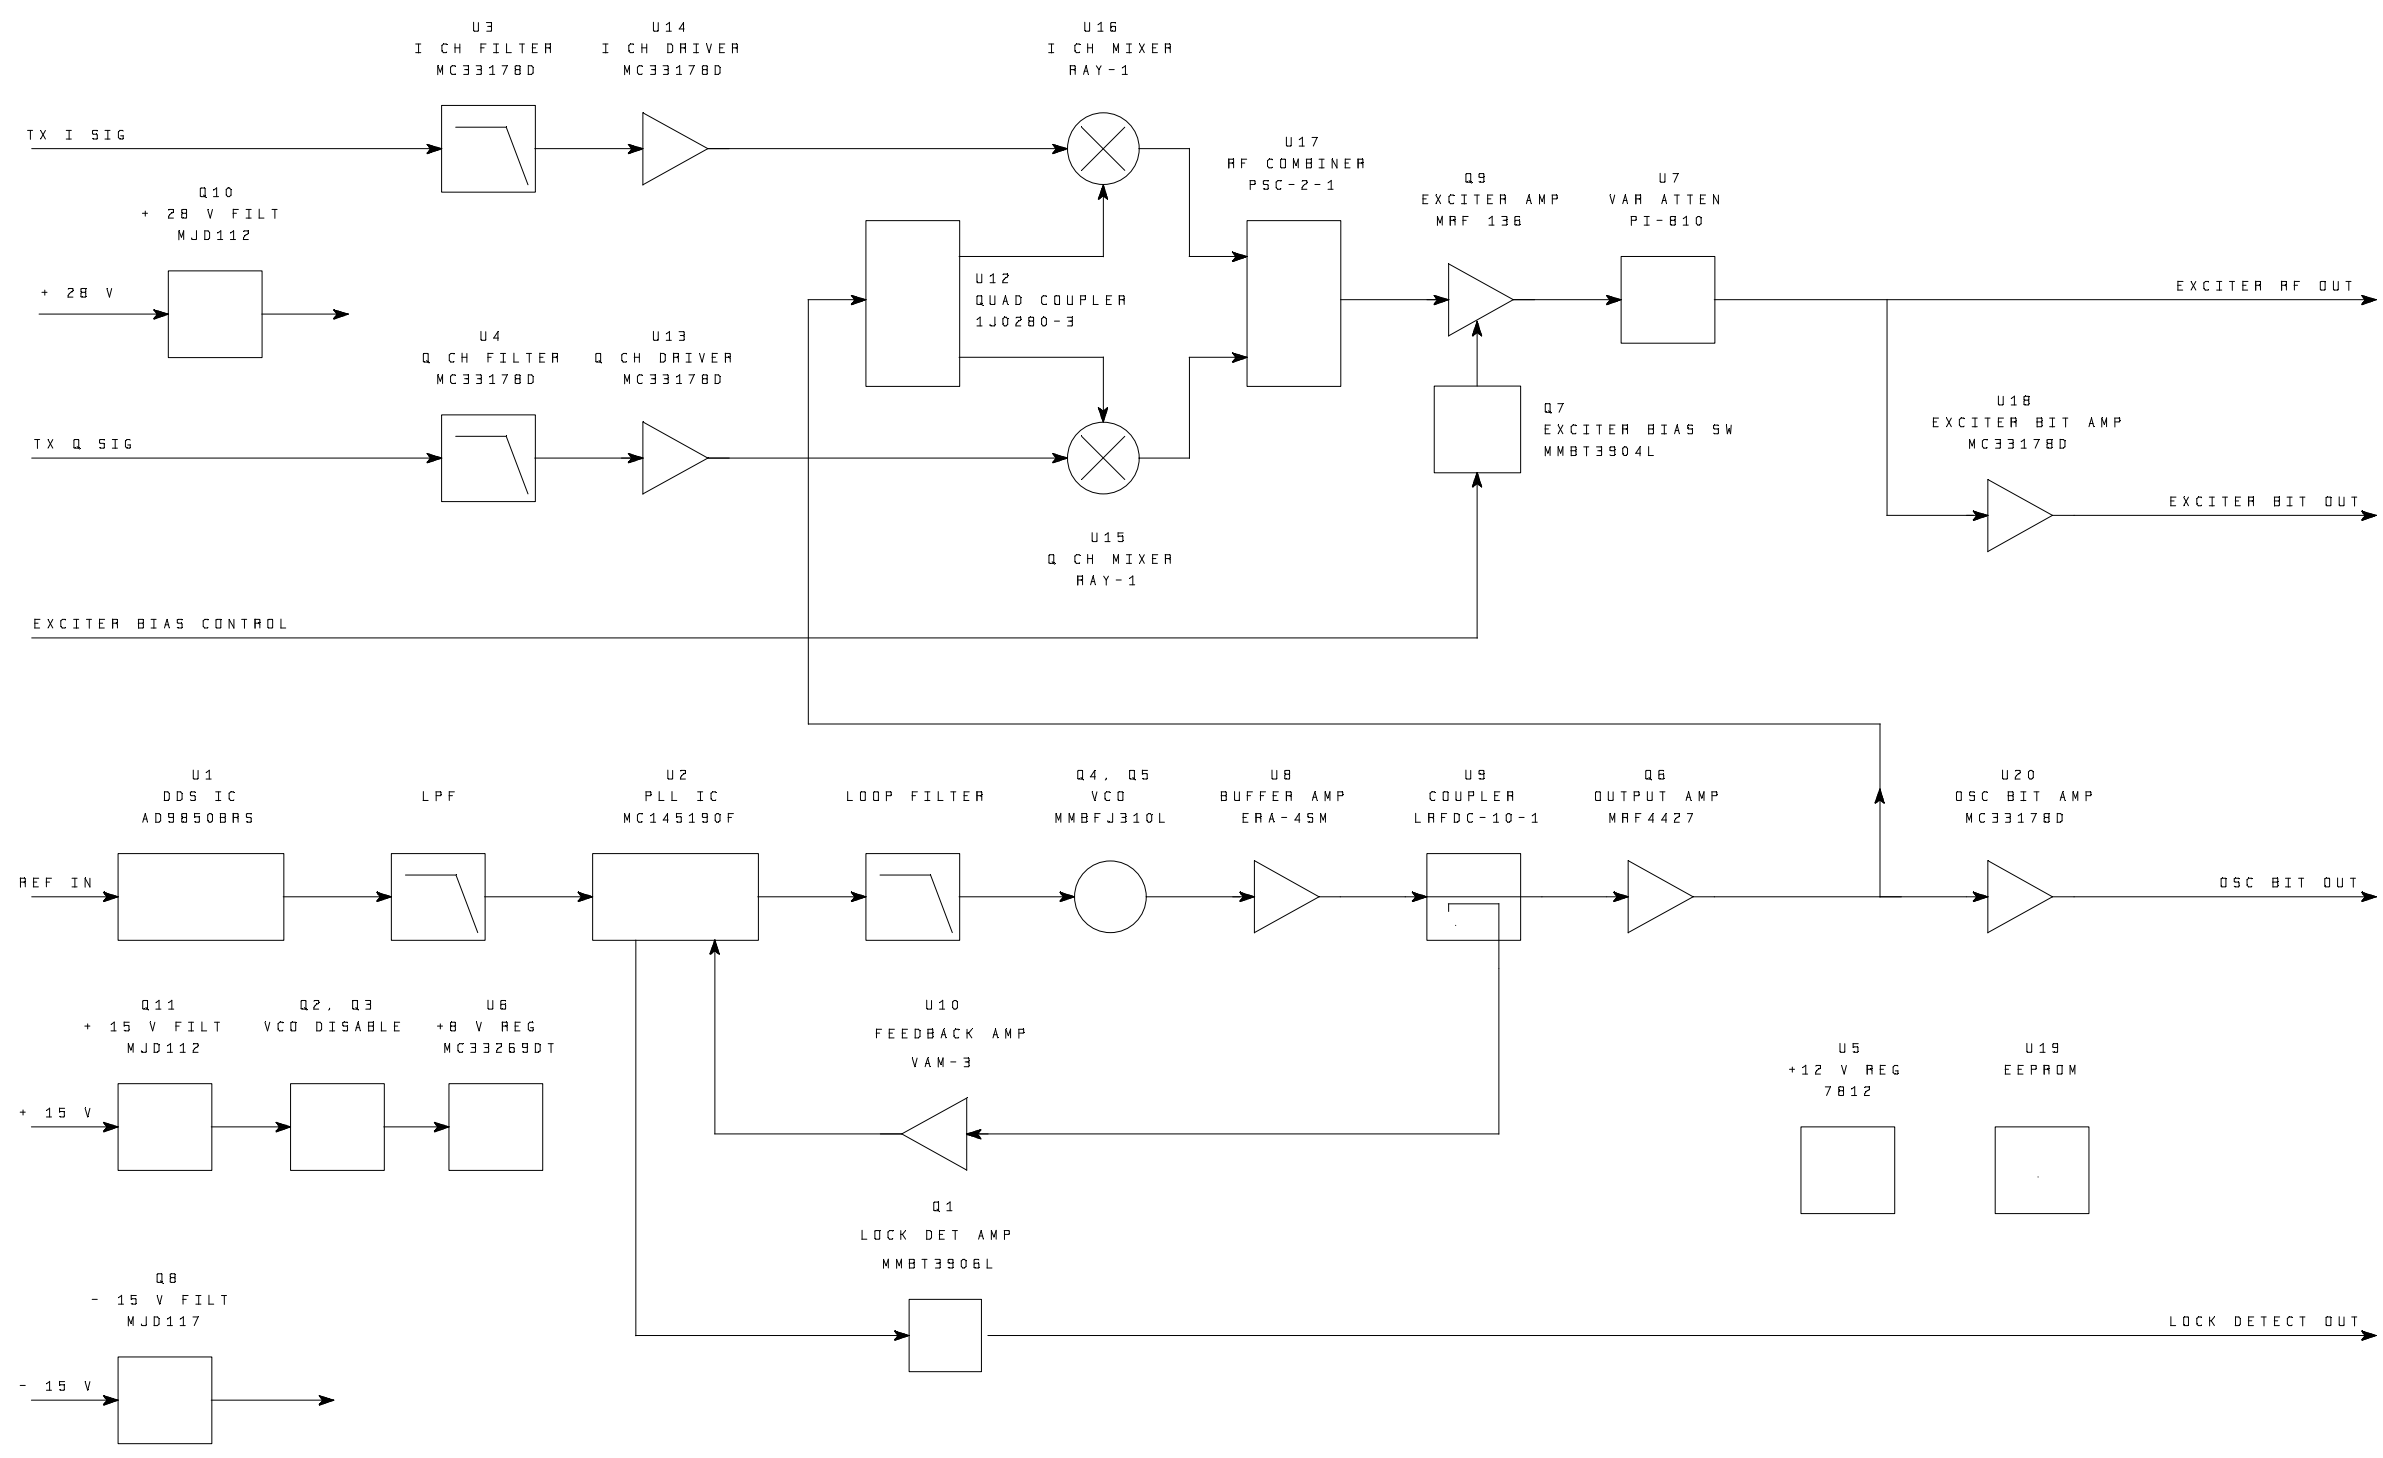 U3
I CH FILTER
MC33178D
U14
I CH DRIVER
MC33178D
U16
I CH MIXER
RAY-1
TX I SIG
U17
RF COMBINER
PSC-2-1
Q10
+ 28 V FILT
MJD112
Q9
EXCITER AMP
MRF 136
U7
VAR ATTEN
PI-810
+ 28 V
U12
QUAD COUPLER
1J0280-3
EXCITER RF OUT
U4
Q CH FILTER
MC33178D
U13
Q CH DRIVER
MC33178D
Q7
EXCITER BIAS SW
MMBT3904L
U18
EXCITER BIT AMP
MC33178D
TX Q SIG
EXCITER BIT OUT
U15
Q CH MIXER
RAY-1
EXCITER BIAS CONTROL
U1
DDS IC
AD9850BRS
LPF
U2
PLL IC
MC145190F
LOOP FILTER
Q4, Q5
VCO
MMBFJ310L
U8
BUFFER AMP
ERA-4SM
U9
COUPLER
LRFDC-10-1
Q6
OUTPUT AMP
MRF4427
U20
OSC BIT AMP
MC33178D
REF IN
OSC BIT OUT
Q11
+ 15 V FILT
MJD112
Q2, Q3
VCO DISABLE
U6
+8 V REG
MC33269DT
U10
FEEDBACK AMP
VAM-3
U5
+12 V REG
7812
U19
EEPROM
+ 15 V
Q1
LOCK DET AMP
MMBT3906L
Q8
- 15 V FILT
MJD117
LOCK DETECT OUT
- 15 V